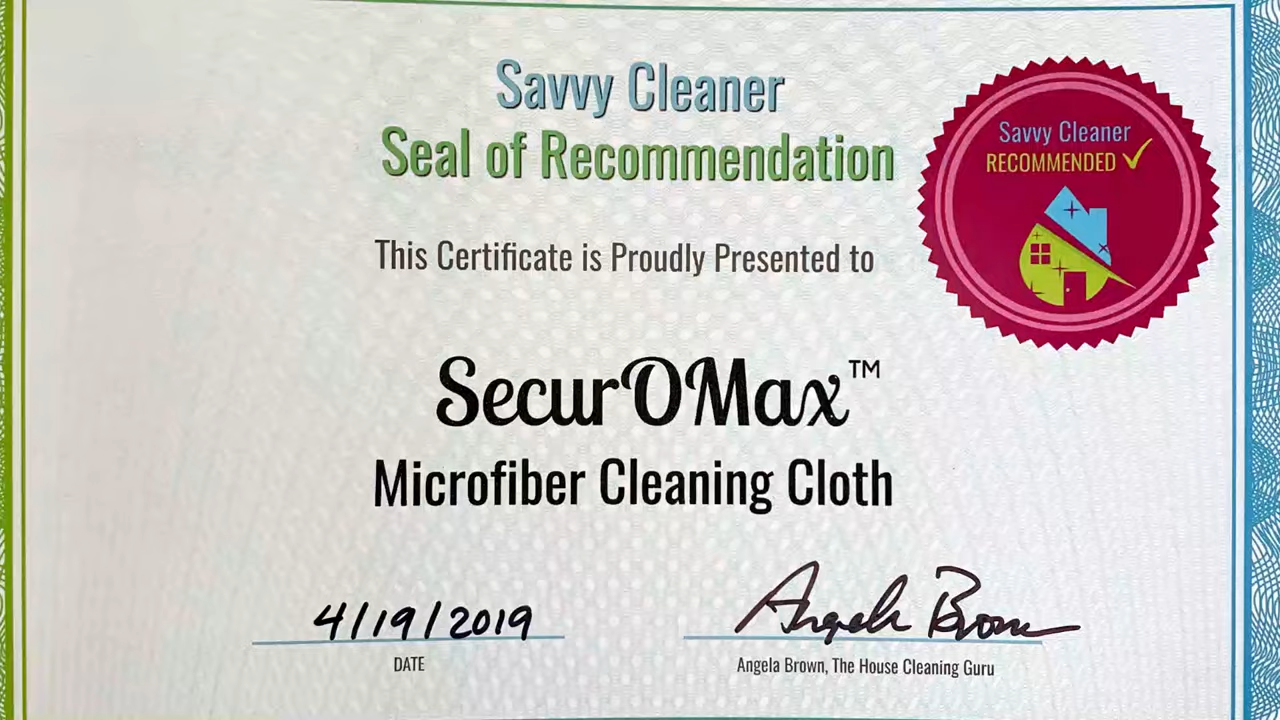 Savvy Cleaner
Seal of Recommendation
Savvy Cleaner
RECOMMENDED
This Certificate is Proudly Presented to
SecurOMax™
Microfiber Cleaning Cloth
4/19/2019
Angela Brown
DATE
Angela Brown, The House Cleaning Guru